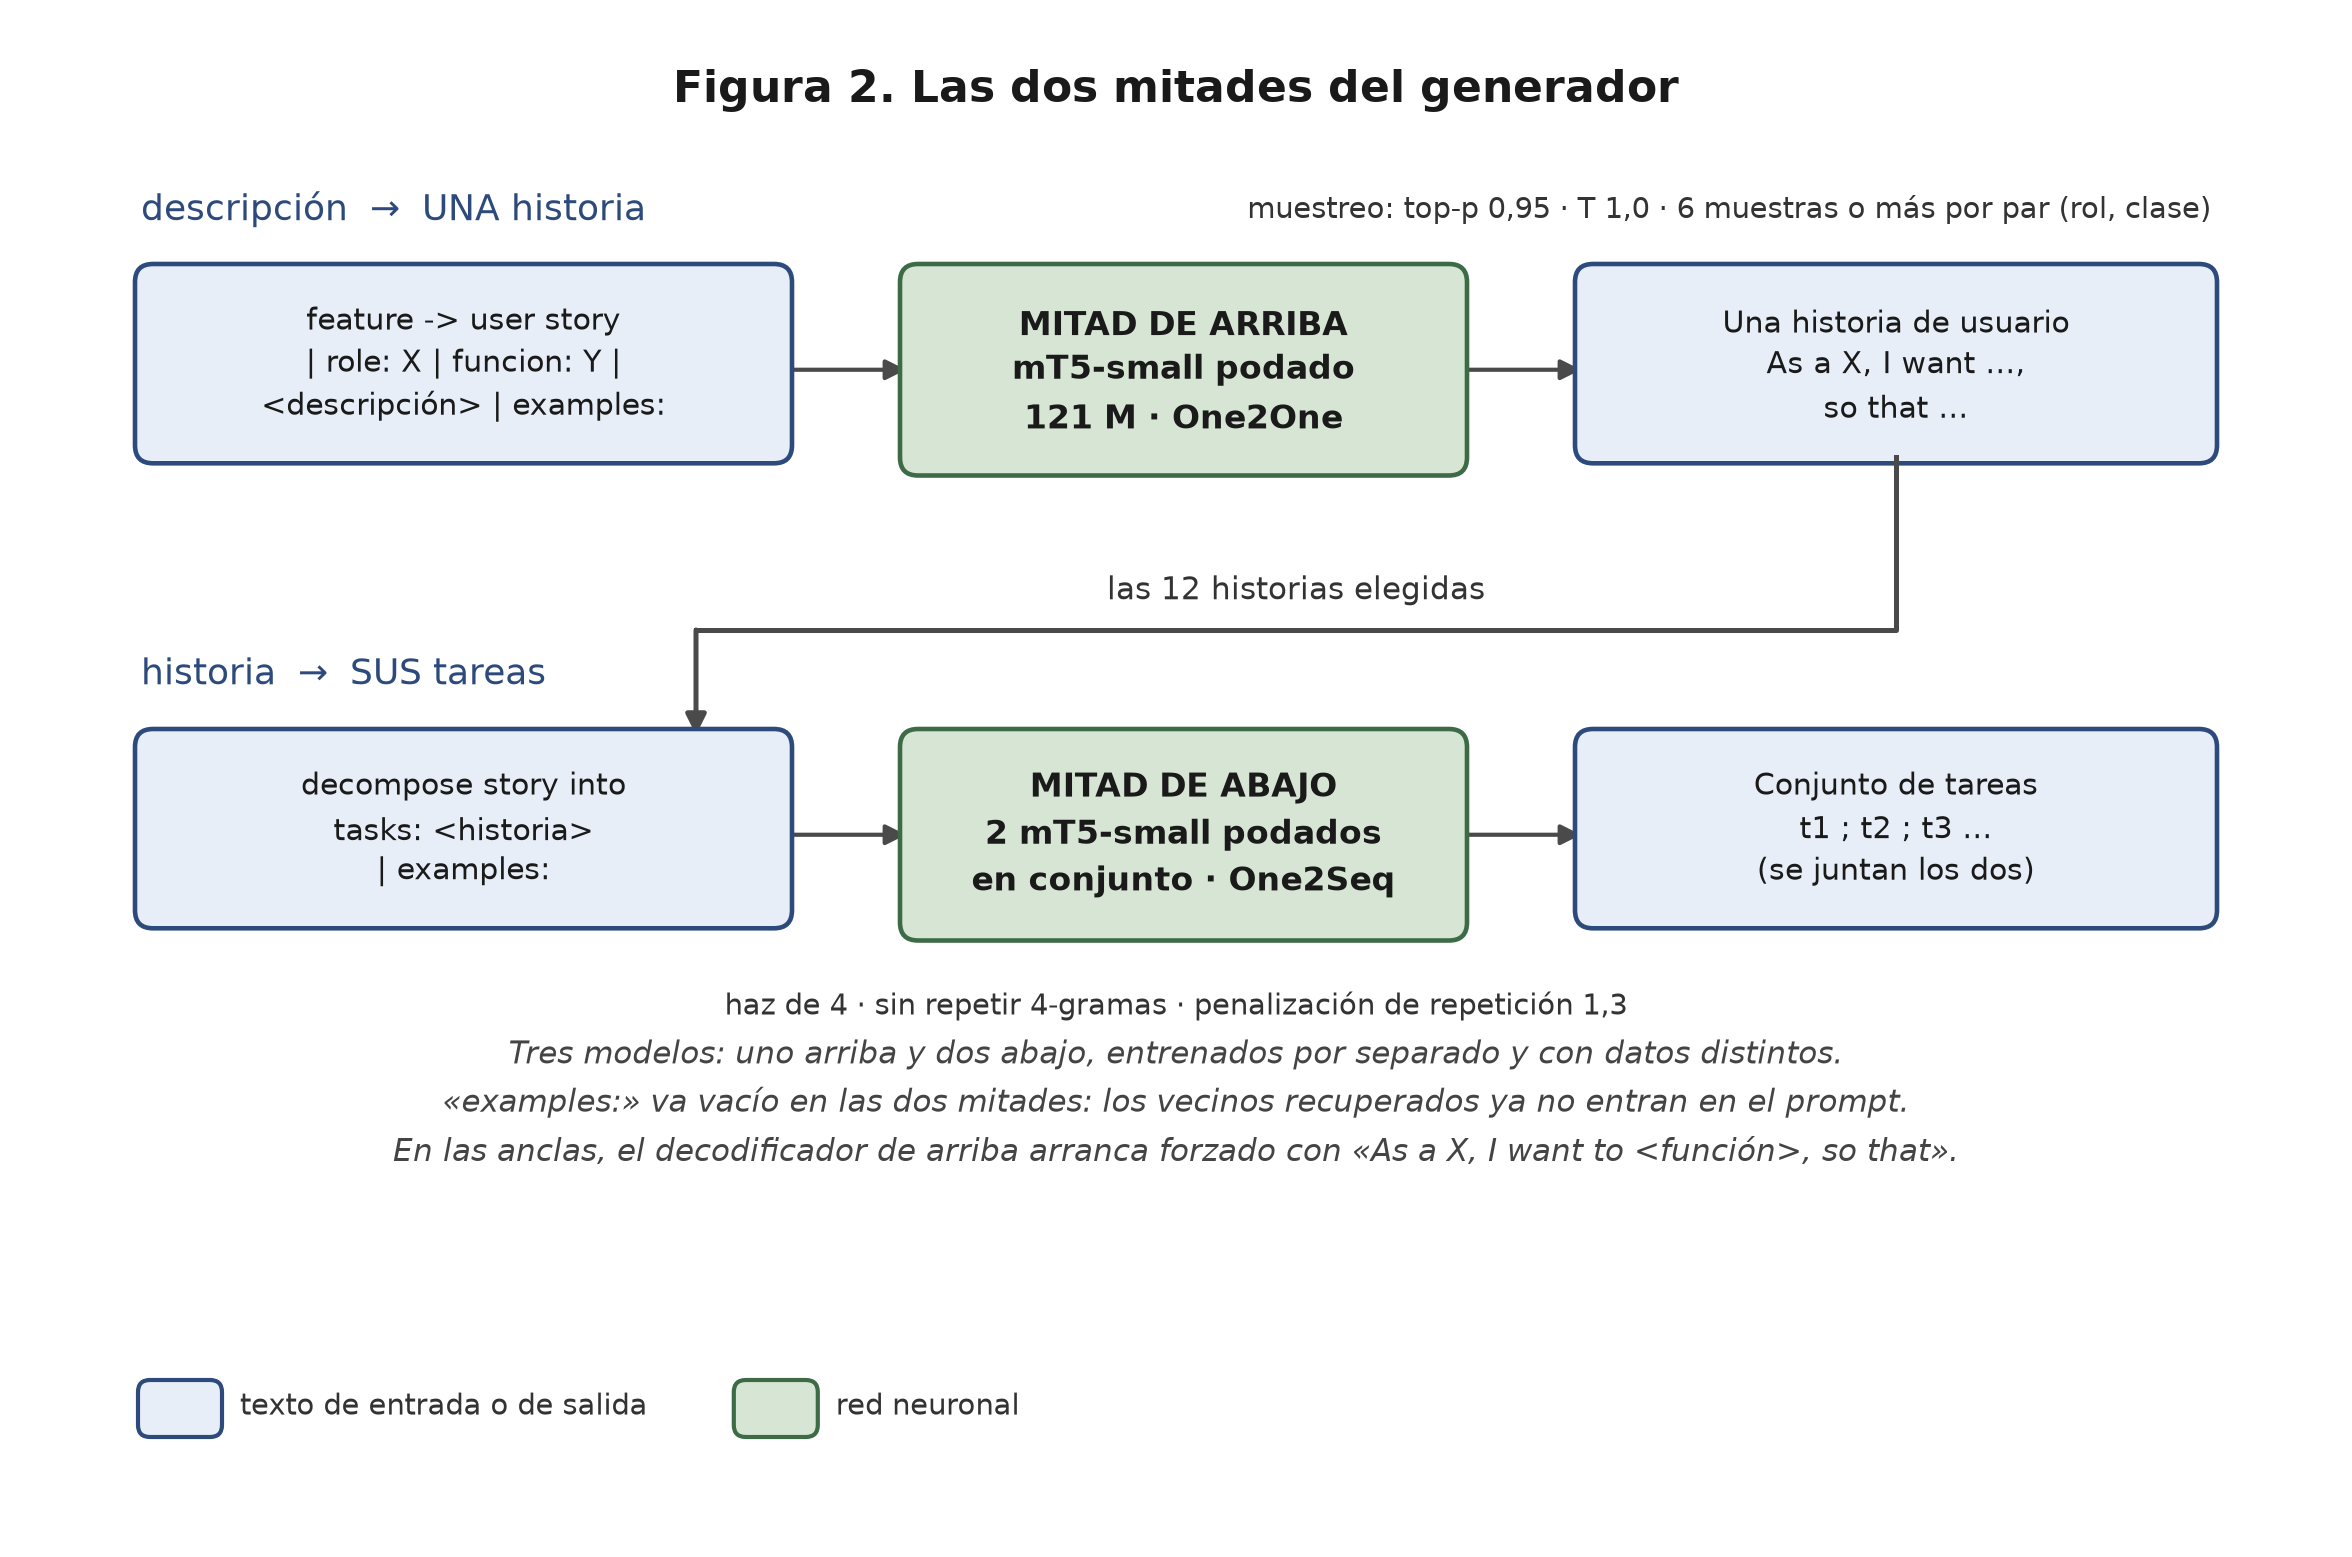 Figura 2. Las dos mitades del generador
descripción → UNA historia
muestreo: top-p 0,95 · T 1,0 · 6 muestras o más por par (rol, clase)
feature -> user story
| role: X | funcion: Y |
<descripción> | examples:
MITAD DE ARRIBA
mT5-small podado
121 M · One2One
Una historia de usuario
As a X, I want ...,
so that ...
las 12 historias elegidas
historia → SUS tareas
decompose story into
tasks: <historia>
| examples:
MITAD DE ABAJO
2 mT5-small podados
en conjunto · One2Seq
Conjunto de tareas
t1 ; t2 ; t3 ...
(se juntan los dos)
haz de 4 · sin repetir 4-gramas · penalización de repetición 1,3
Tres modelos: uno arriba y dos abajo, entrenados por separado y con datos distintos.
«examples:» va vacío en las dos mitades: los vecinos recuperados ya no entran en el prompt.
En las anclas, el decodificador de arriba arranca forzado con «As a X, I want to <función>, so that».
texto de entrada o de salida
red neuronal